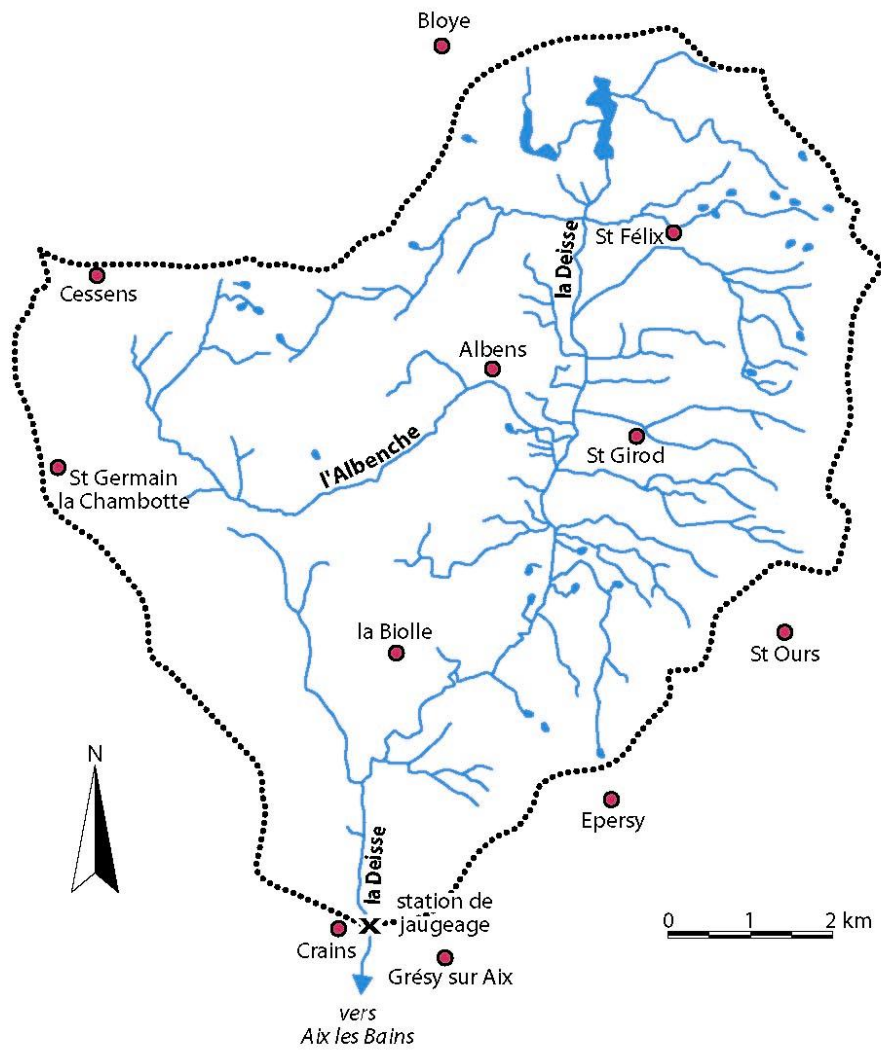 Bloye
la Deisse
St Félix
Cessens
Albens
l'Albenche
St Girod
St Germain
la Chambotte
la Biolle
St Ours
N
Epersy
la Deisse
station de
jaugeage
0 1 2 km
Crains
Grésy sur Aix
vers
Aix les Bains